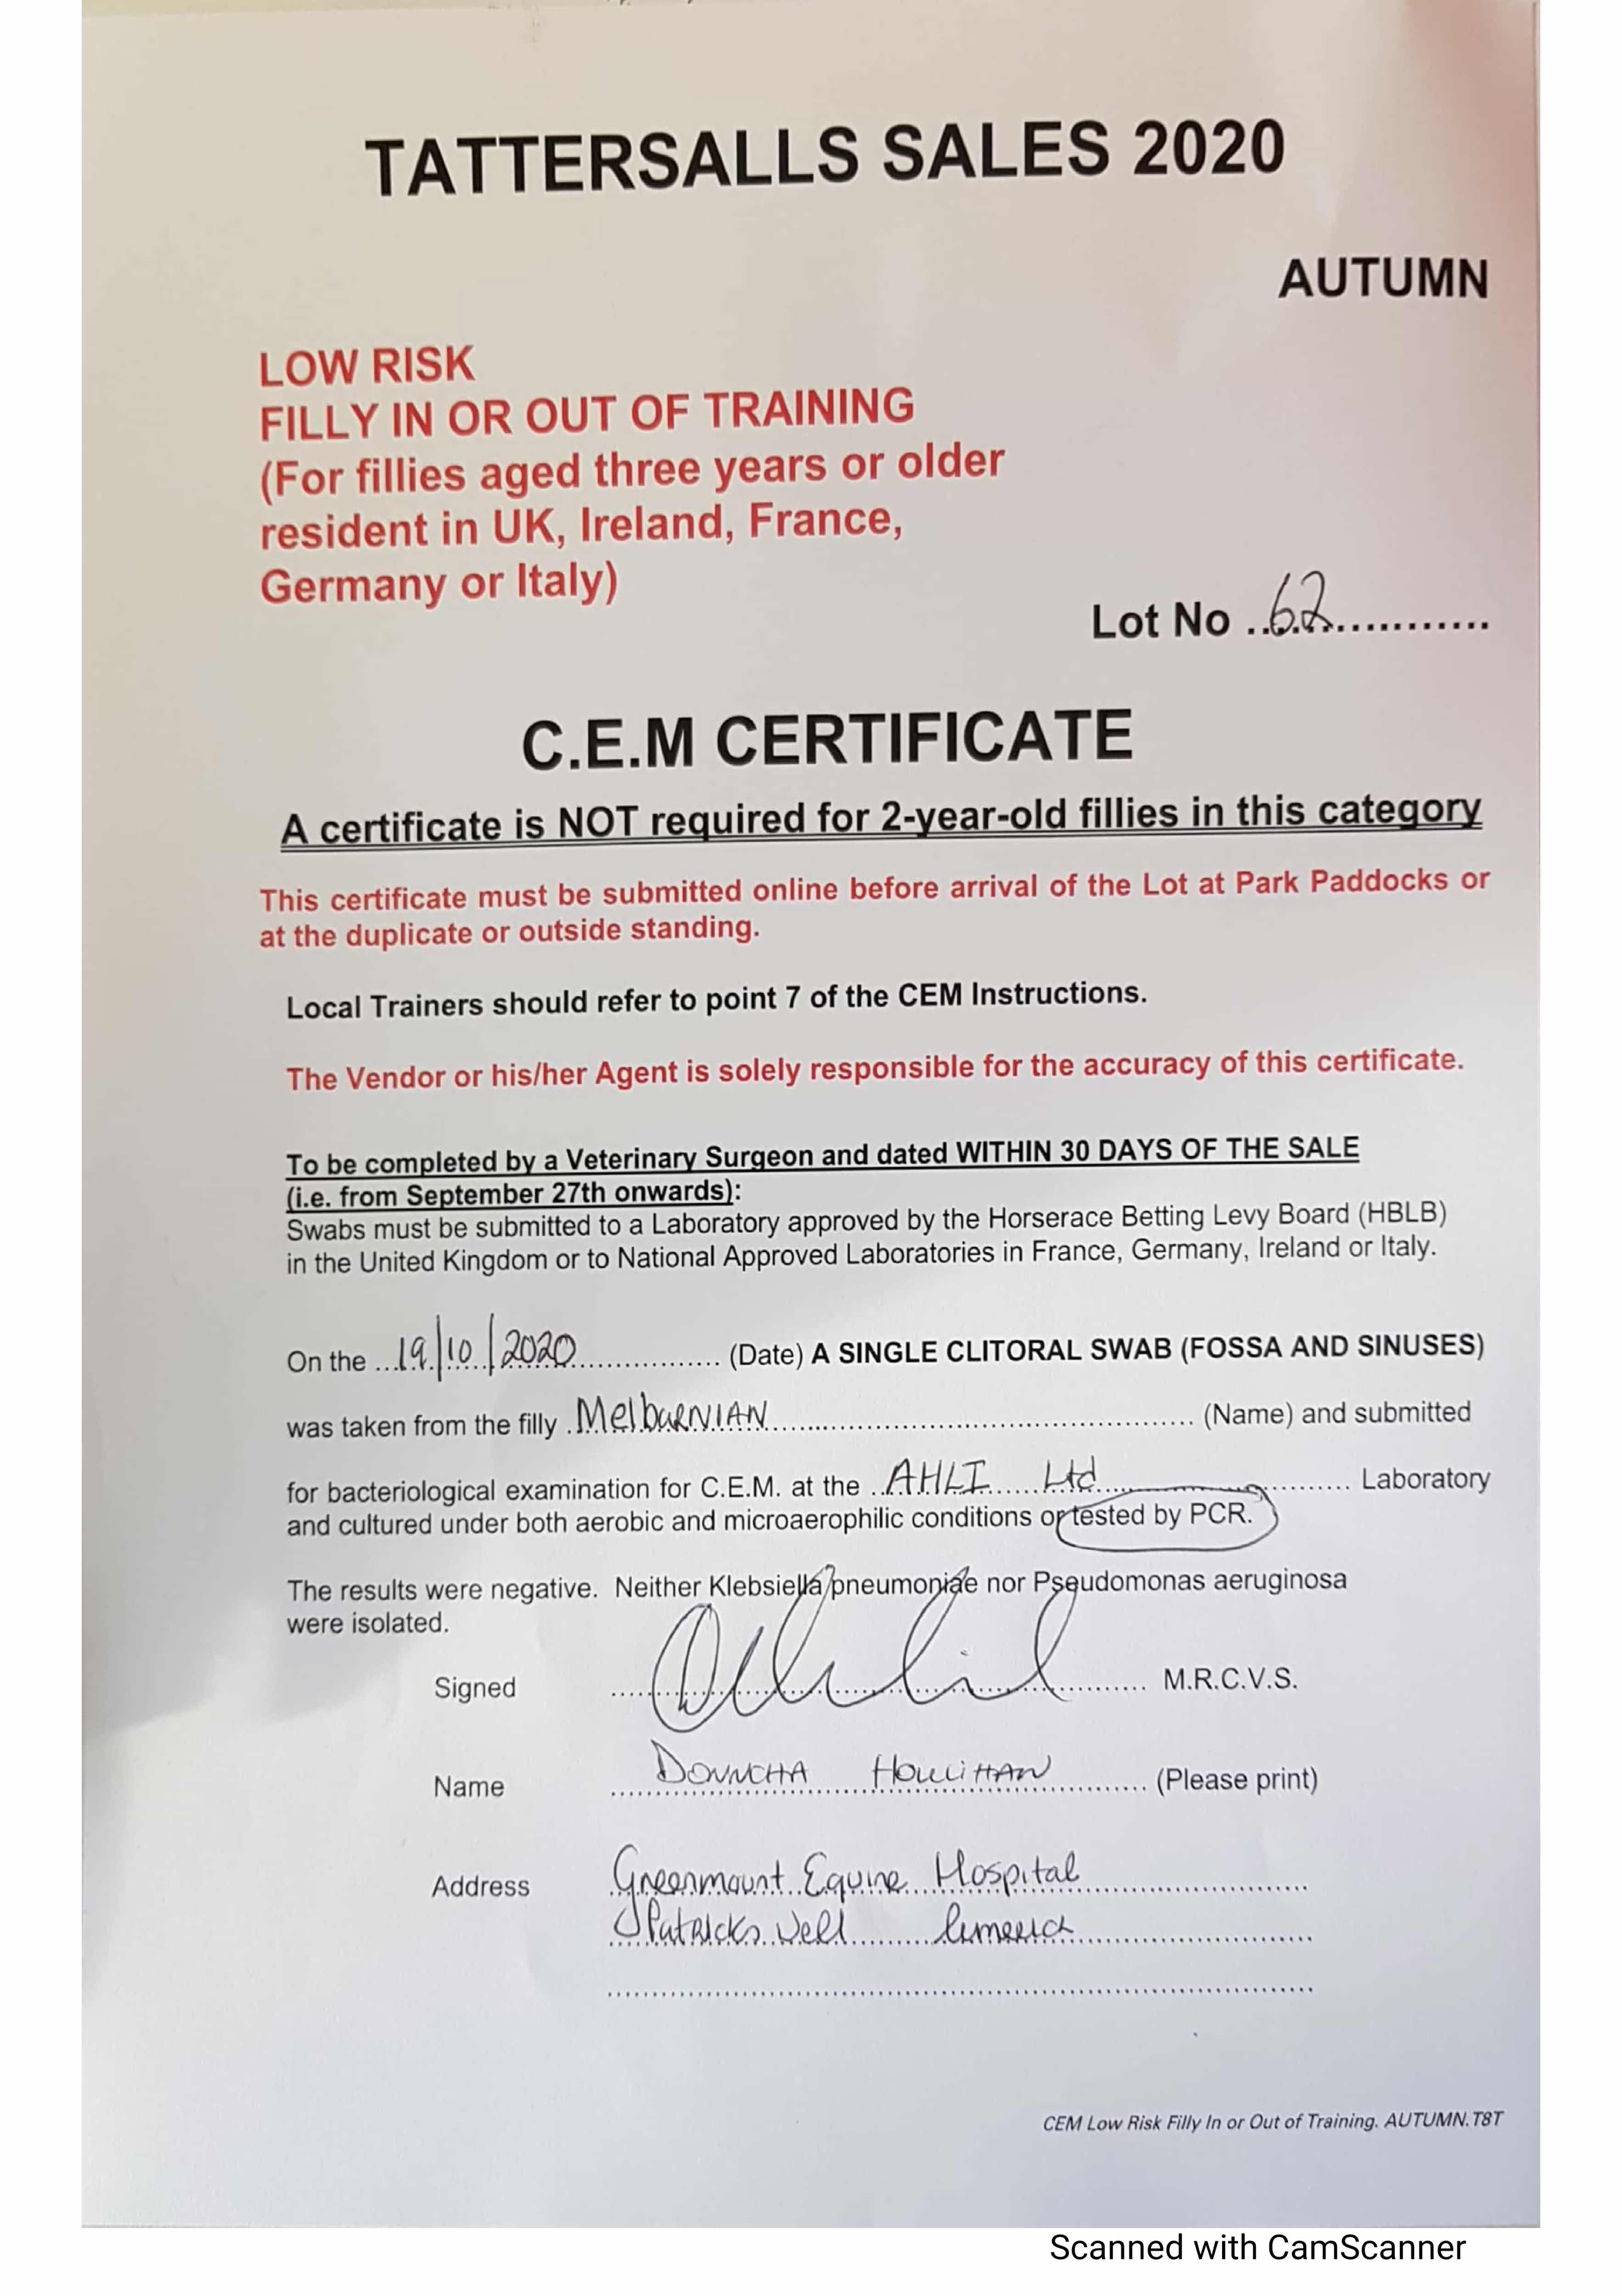 TATTERSALLS SALES 2020
AUTUMN
LOW RISK
FILLY IN OR OUT OF TRAINING
(For fillies aged three years or older
resident in UK, Ireland, France,
Germany or Italy)
Lot No ..62..............
C.E.M CERTIFICATE
A certificate is NOT required for 2-year-old fillies in this category
This certificate must be submitted online before arrival of the Lot at Park Paddocks or
at the duplicate or outside standing.
Local Trainers should refer to point 7 of the CEM Instructions.
The Vendor or his/her Agent is solely responsible for the accuracy of this certificate.
To be completed by a Veterinary Surgeon and dated WITHIN 30 DAYS OF THE SALE
(i.e. from September 27th onwards):
Swabs must be submitted to a Laboratory approved by the Horserace Betting Levy Board (HBLB)
in the United Kingdom or to National Approved Laboratories in France, Germany, Ireland or Italy.
On the 19/10/2020 (Date) A SINGLE CLITORAL SWAB (FOSSA AND SINUSES)
was taken from the filly MelbuRNIAN (Name) and submitted
for bacteriological examination for C.E.M. at the AHLI Ltd Laboratory
and cultured under both aerobic and microaerophilic conditions or tested by PCR.
The results were negative. Neither Klebsiella pneumoniae nor Pseudomonas aeruginosa
were isolated.
Signed M.R.C.V.S.
Name DONNCHA HOULIHAN (Please print)
Address Greenmount Equine Hospital
Patricks Well limerick
CEM Low Risk Filly In or Out of Training. AUTUMN.T8T
Scanned with CamScanner